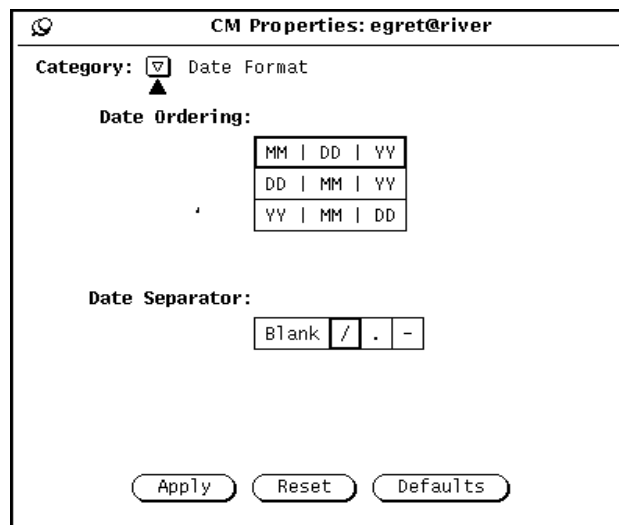 CM Properties: egret@river
Category: Date Format
Date Ordering:
MM | DD | YY
DD | MM | YY
YY | MM | DD
Date Separator:
Blank / . -
Apply Reset Defaults